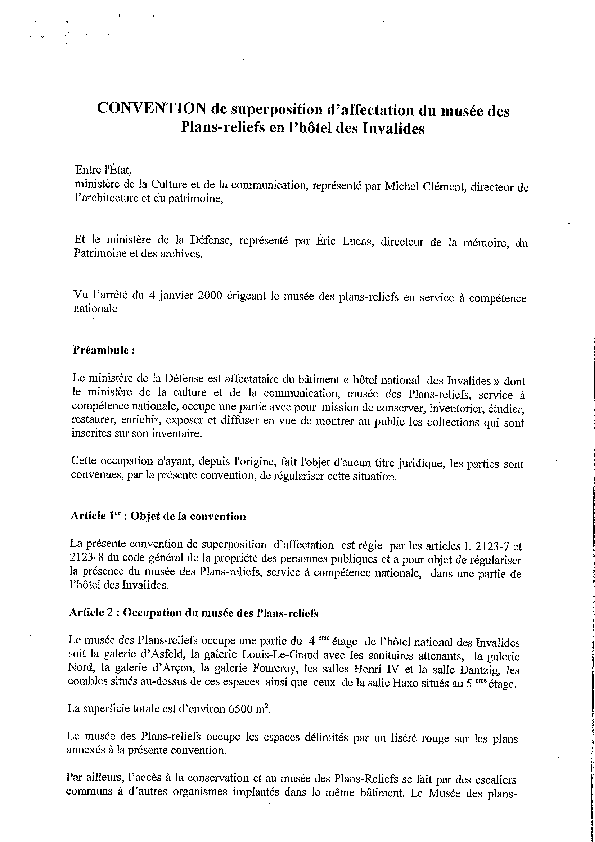 CONVENTION de superposition d'affectation du musée des
Plans-reliefs en l'hôtel des Invalides
Entre l'État,
ministère de la Culture et de la communication, représenté par Michel Clément, directeur de
l'architecture et du patrimoine,
Et le ministère de la Défense, représenté par Éric Lucas, directeur de la mémoire, du
Patrimoine et des archives.
Vu l'arrêté du 4 janvier 2000 érigeant le musée des plans-reliefs en service à compétence
nationale
Préambule :
Le ministère de la Défense est affectataire du bâtiment « hôtel national des Invalides » dont
le ministère de la culture et de la communication, musée des Plans-reliefs, service à
compétence nationale, occupe une partie avec pour mission de conserver, inventorier, étudier,
restaurer, enrichir, exposer et diffuser en vue de montrer au public les collections qui sont
inscrites sur son inventaire.
Cette occupation n'ayant, depuis l'origine, fait l'objet d'aucun titre juridique, les parties sont
convenues, par la présente convention, de régulariser cette situation.
Article 1er : Objet de la convention
La présente convention de superposition d'affectation est régie par les articles L 2123-7 et
2123-8 du code général de la propriété des personnes publiques et a pour objet de régulariser
la présence du musée des Plans-reliefs, service à compétence nationale, dans une partie de
l'hôtel des Invalides.
Article 2 : Occupation du musée des Plans-reliefs
Le musée des Plans-reliefs occupe une partie du 4 ème étage de l'hôtel national des Invalides
soit la galerie d'Asfeld, la galerie Louis-Le-Grand avec les sanitaires attenants, la galerie
Nord, la galerie d'Arçon, la galerie Fourcroy, les salles Henri IV et la salle Dantzig, les
combles situés au-dessus de ces espaces ainsi que ceux de la salle Haxo situés au 5 ème étage.
La superficie totale est d'environ 6500 m².
Le musée des Plans-reliefs occupe les espaces délimités par un liseré rouge sur les plans
annexés à la présente convention.
Par ailleurs, l'accès à la conservation et au musée des Plans-Reliefs se fait par des escaliers
communs à d'autres organismes implantés dans le même bâtiment. Le Musée des plans-